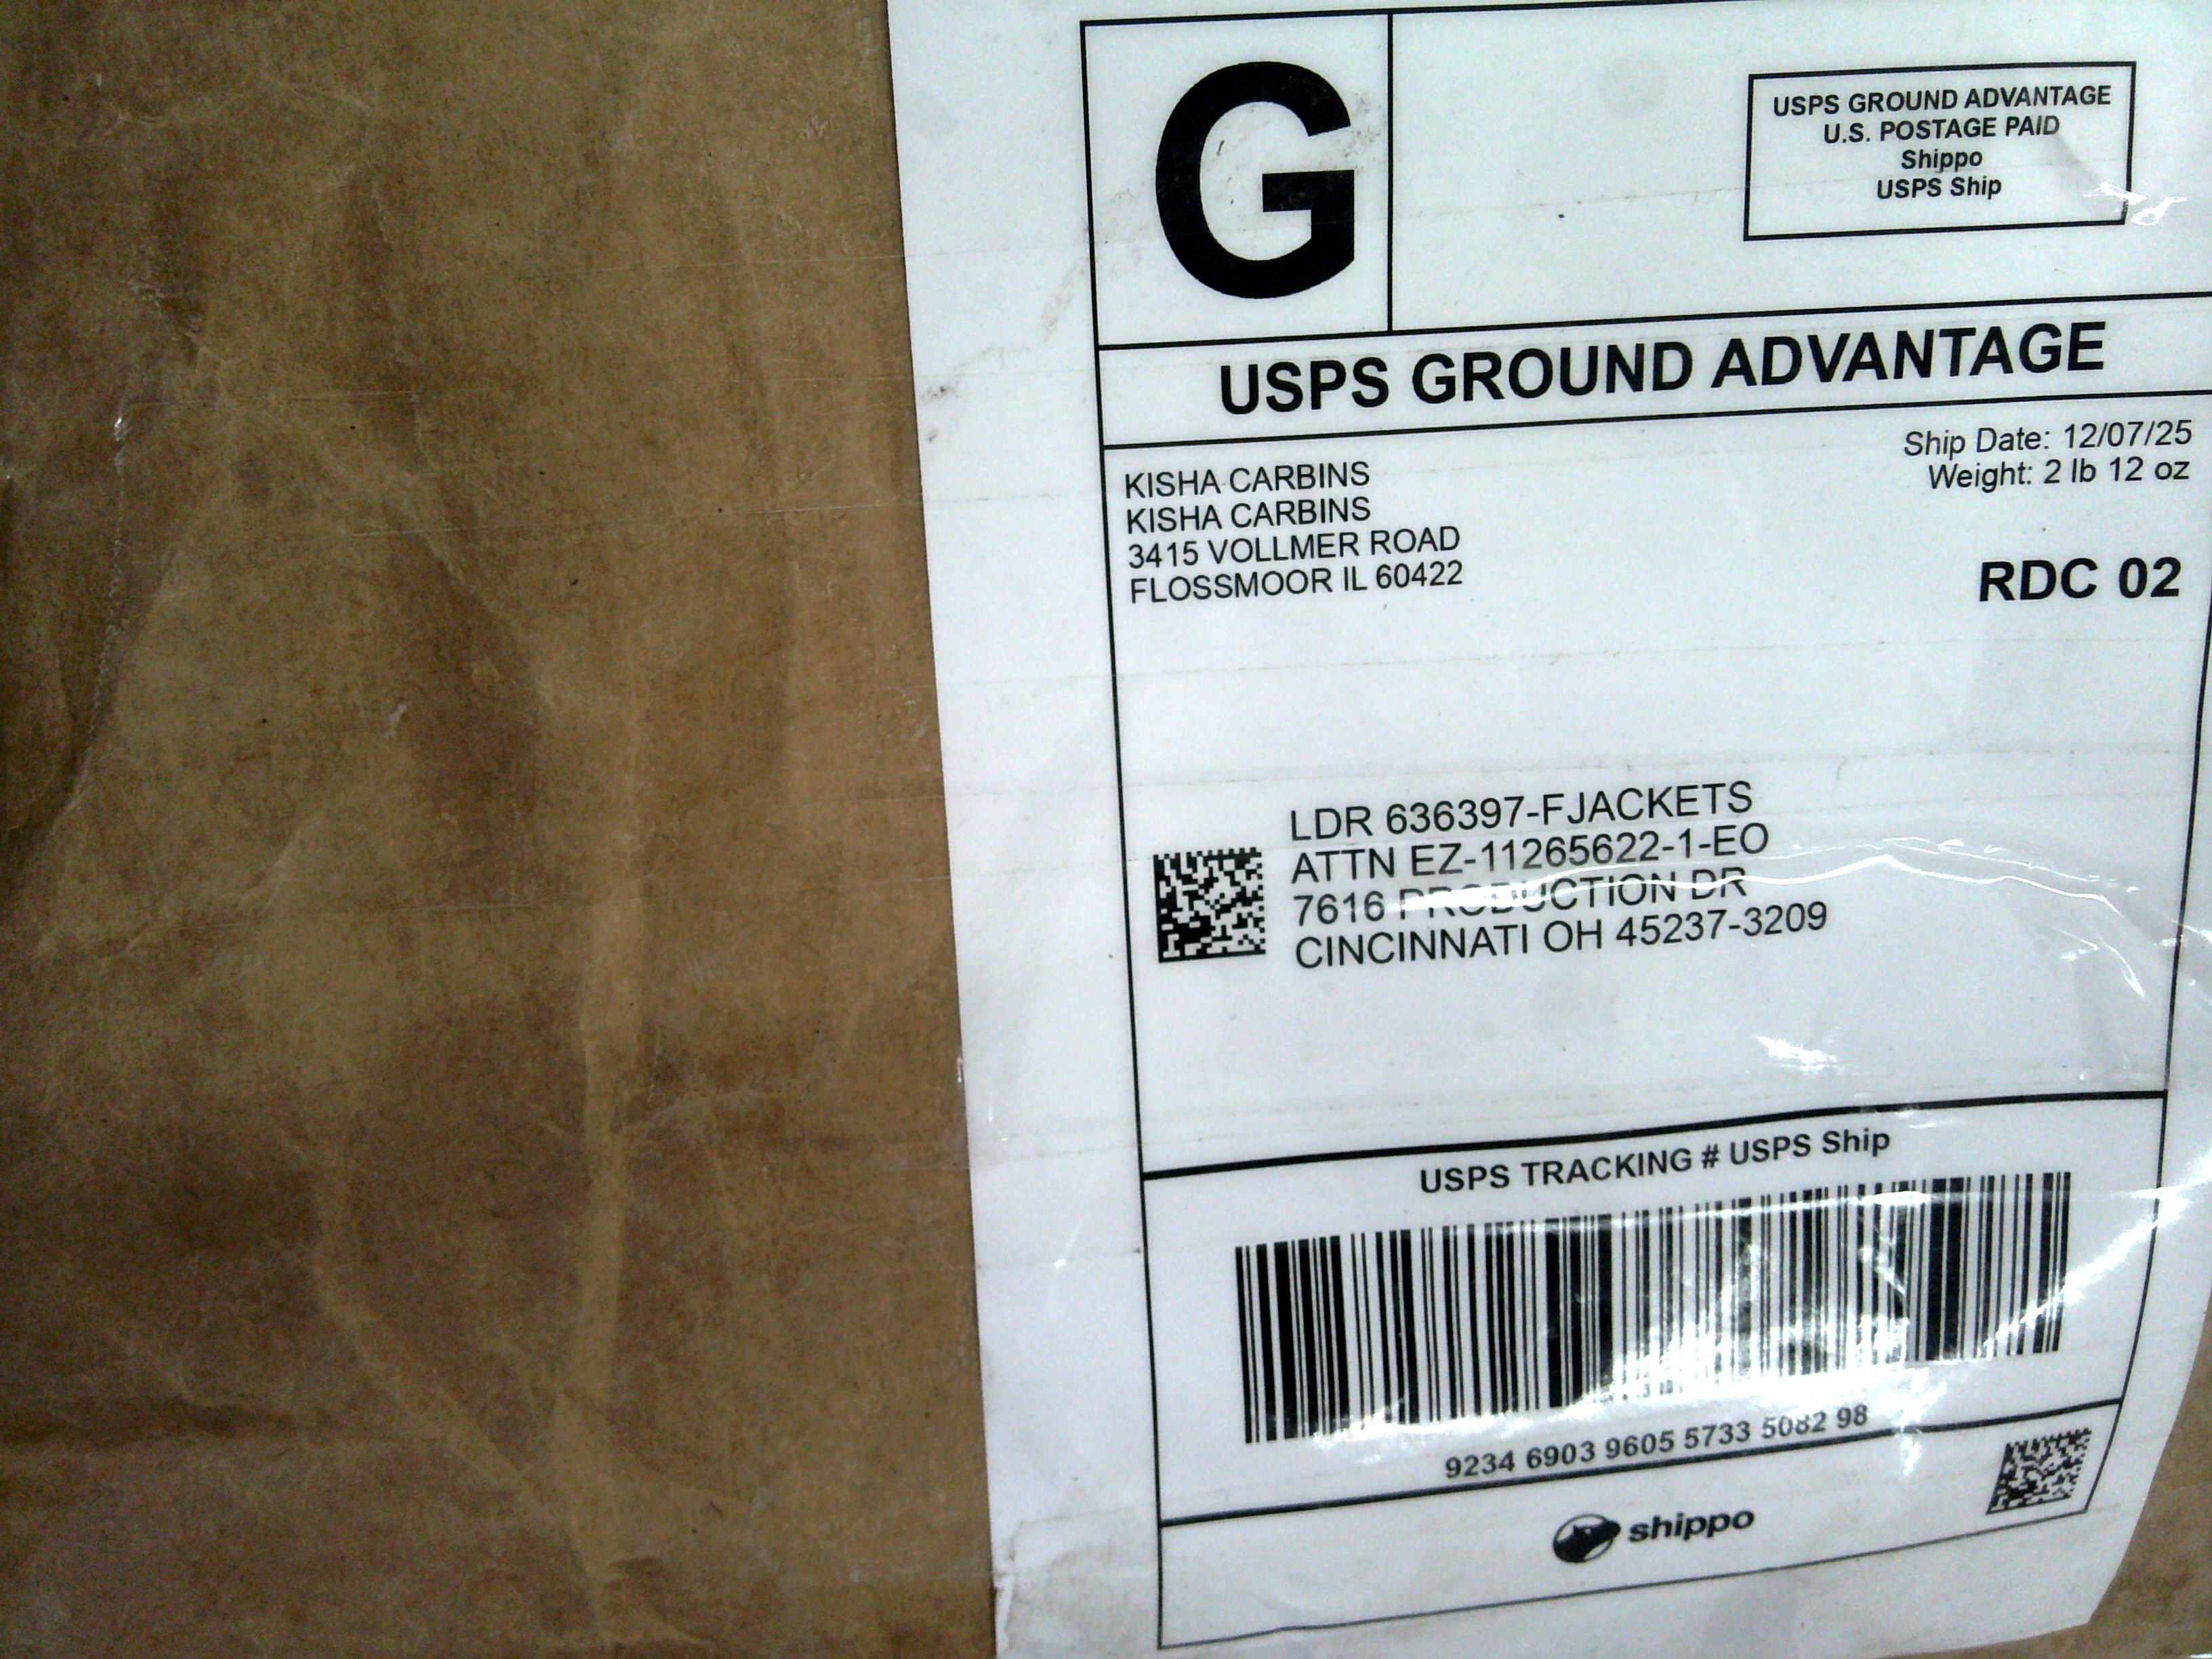 G
USPS GROUND ADVANTAGE
U.S. POSTAGE PAID
Shippo
USPS Ship
USPS GROUND ADVANTAGE
Ship Date: 12/07/25
Weight: 2 lb 12 oz
KISHA CARBINS
KISHA CARBINS
3415 VOLLMER ROAD
FLOSSMOOR IL 60422
RDC 02
LDR 636397-FJACKETS
ATTN EZ-11265622-1-EO
7616 PRODUCTION DR
CINCINNATI OH 45237-3209
USPS TRACKING # USPS Ship
9234 6903 9605 5733 5082 98
shippo